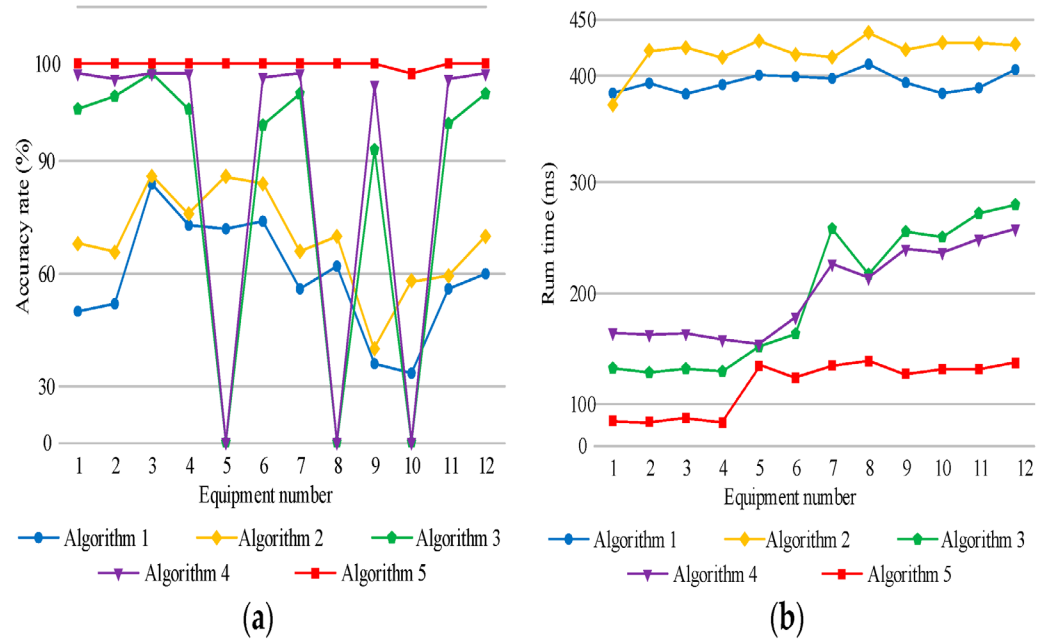 Accuracy rate (%)
100
90
60
30
0
1 2 3 4 5 6 7 8 9 10 11 12
Equipment number
Algorithm 1 Algorithm 2 Algorithm 3
Algorithm 4 Algorithm 5
(a)
Rum time (ms)
450
400
300
200
100
0
1 2 3 4 5 6 7 8 9 10 11 12
Equipment number
Algorithm 1 Algorithm 2 Algorithm 3
Algorithm 4 Algorithm 5
(b)